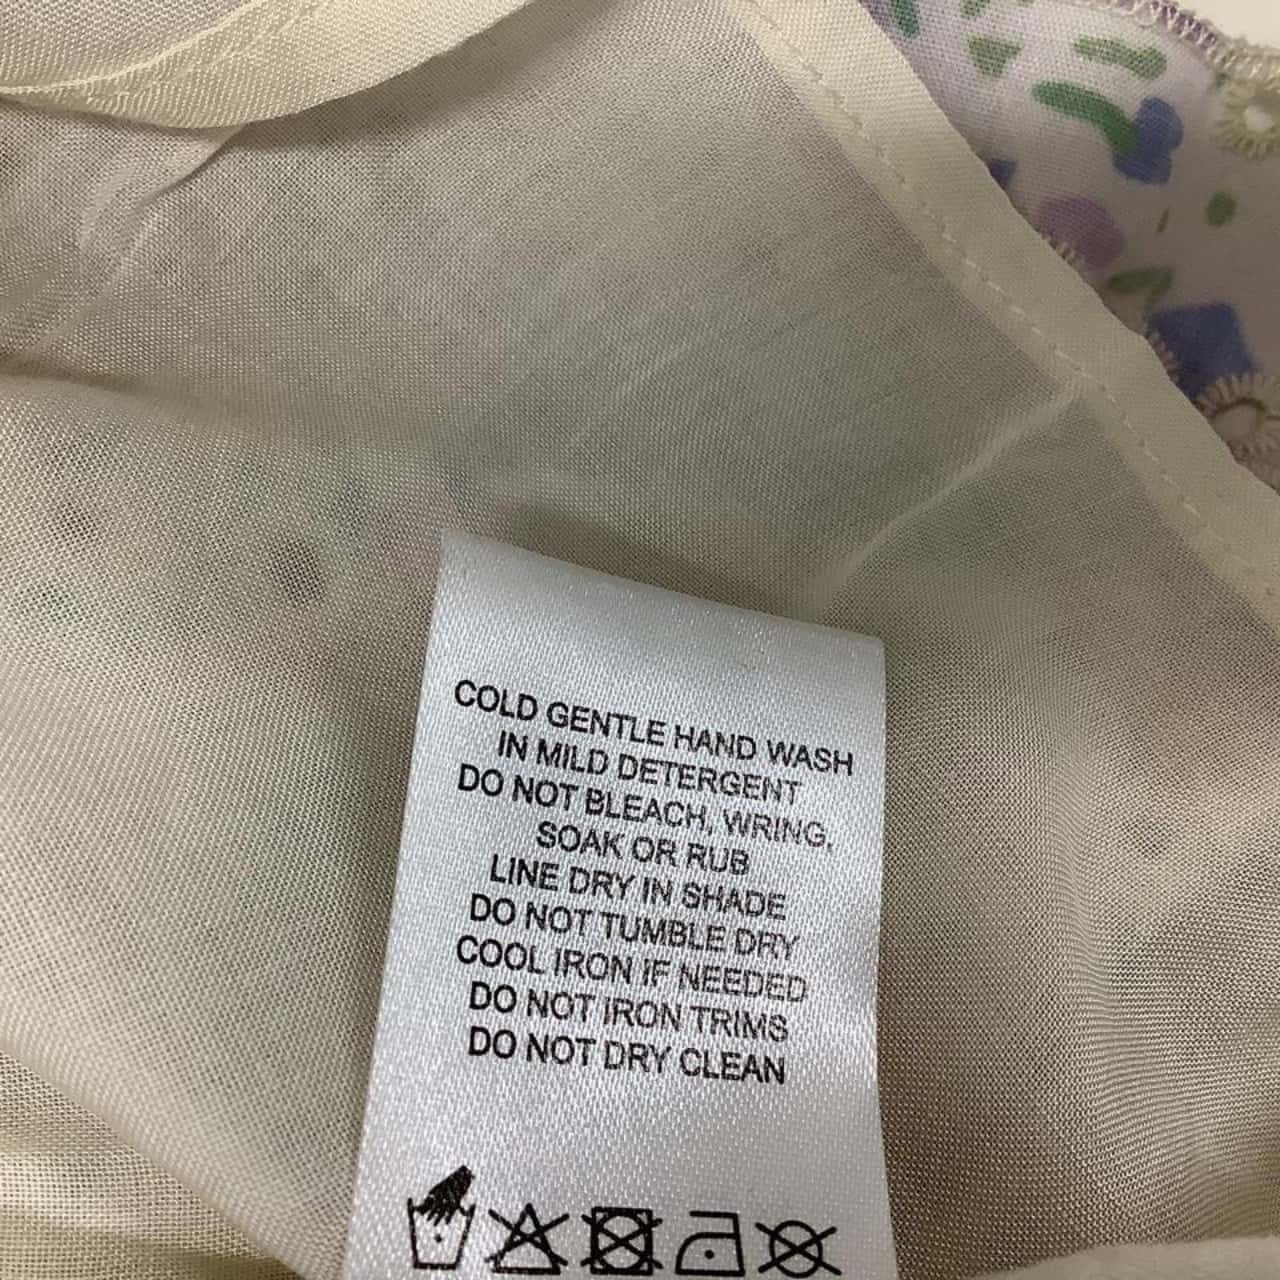 COLD GENTLE HAND WASH
IN MILD DETERGENT
DO NOT BLEACH, WRING,
SOAK OR RUB
LINE DRY IN SHADE
DO NOT TUMBLE DRY
COOL IRON IF NEEDED
DO NOT IRON TRIMS
DO NOT DRY CLEAN